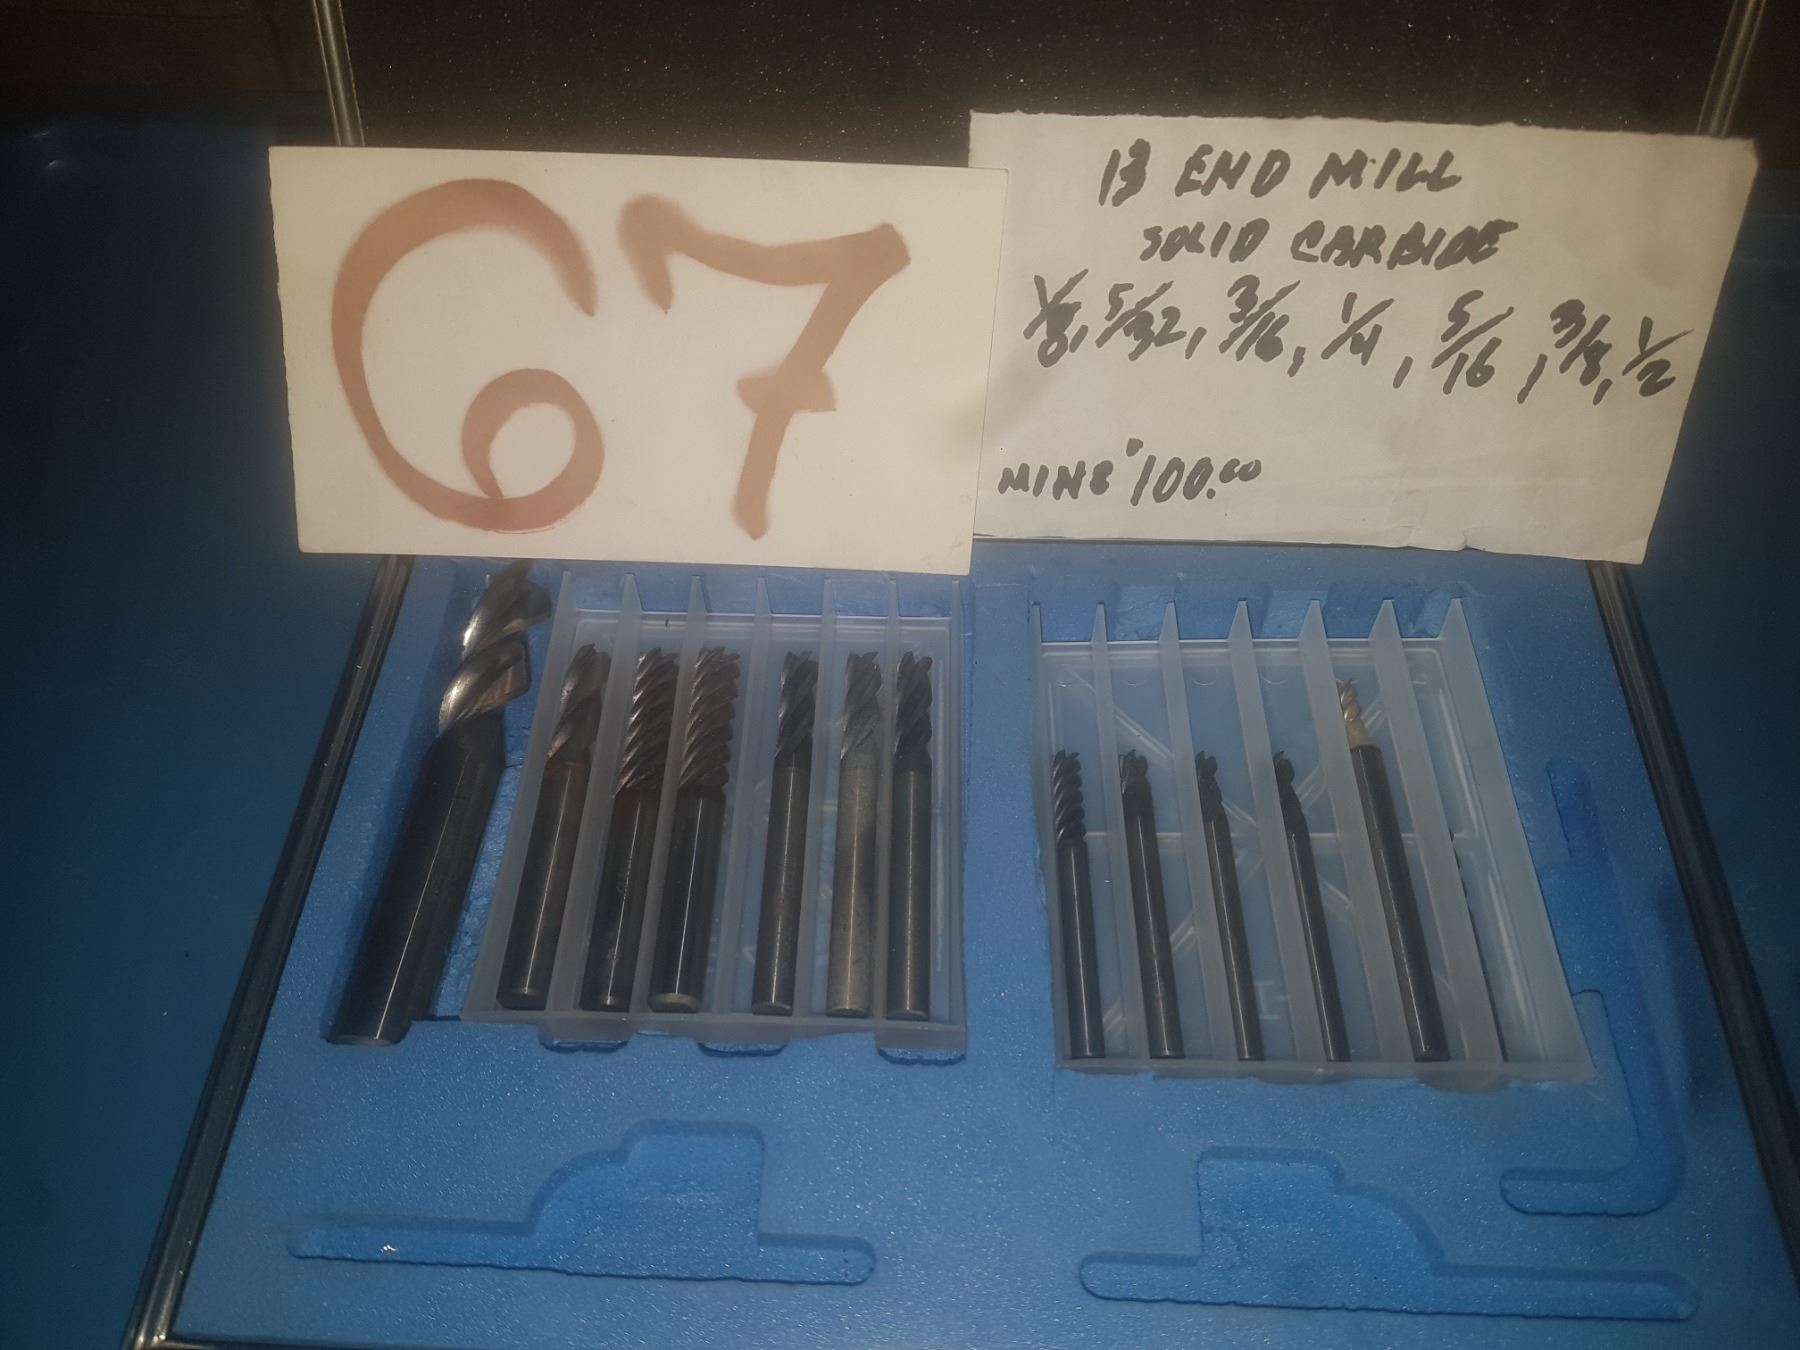 67
13 END MILL
SOLID CARBIDE
1/8, 5/32, 3/16, 1/4, 5/16, 3/8, 1/2
$100.00